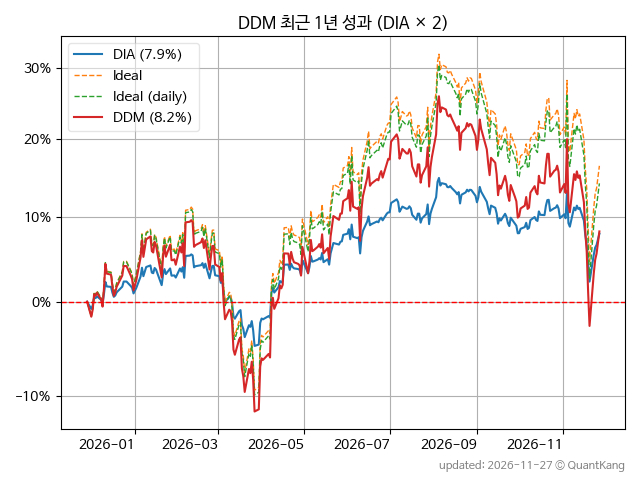 DDM 최근 1년 성과 (DIA × 2)
DIA (7.9%)
Ideal
Ideal (daily)
DDM (8.2%)
30%
20%
10%
0%
−10%
2026-01
2026-03
2026-05
2026-07
2026-09
2026-11
updated: 2026-11-27 © QuantKang